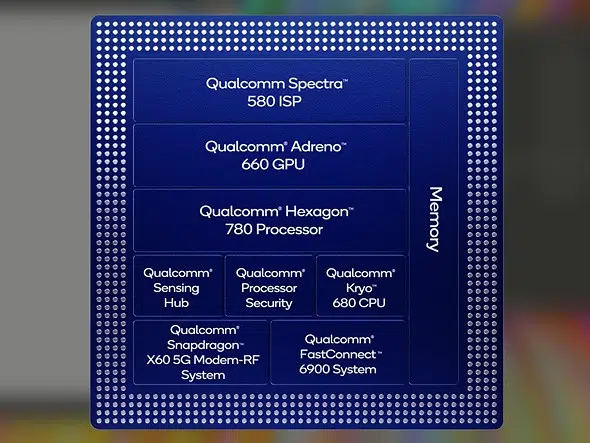 Qualcomm Spectra™
580 ISP
Qualcomm® Adreno™
660 GPU
Qualcomm® Hexagon™
780 Processor
Memory
Qualcomm®
Sensing
Hub
Qualcomm®
Processor
Security
Qualcomm®
Kryo™
680 CPU
Qualcomm®
Snapdragon™
X60 5G Modem-RF
System
Qualcomm®
FastConnect™
6900 System